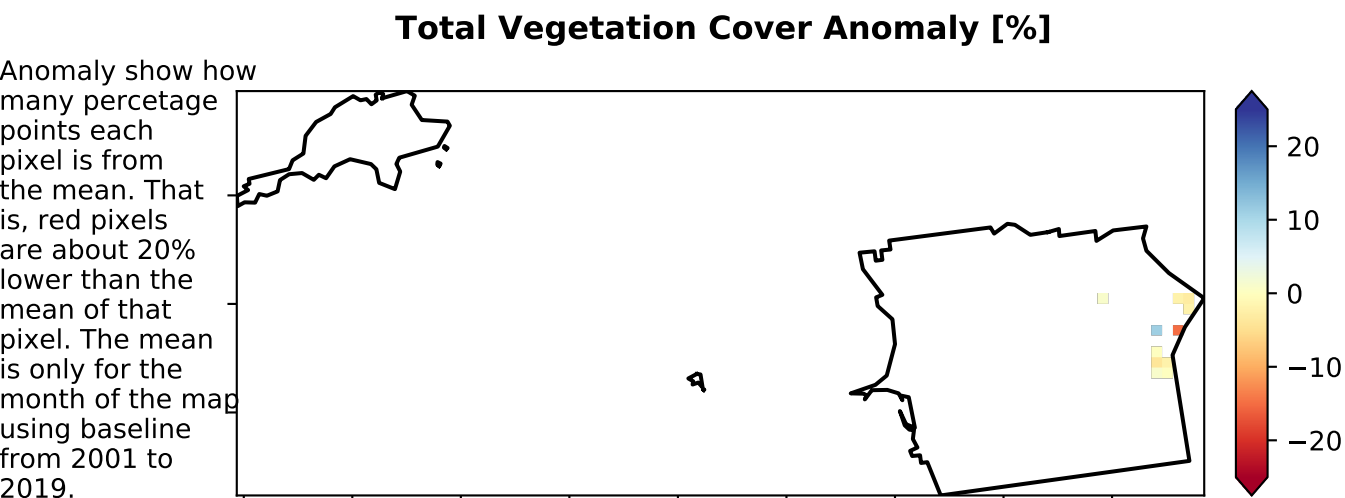 Total Vegetation Cover Anomaly [%]
Anomaly show how
many percetage
points each
pixel is from
the mean. That
is, red pixels
are about 20%
lower than the
mean of that
pixel. The mean
is only for the
month of the map
using baseline
from 2001 to
2019.
20
10
0
−10
−20